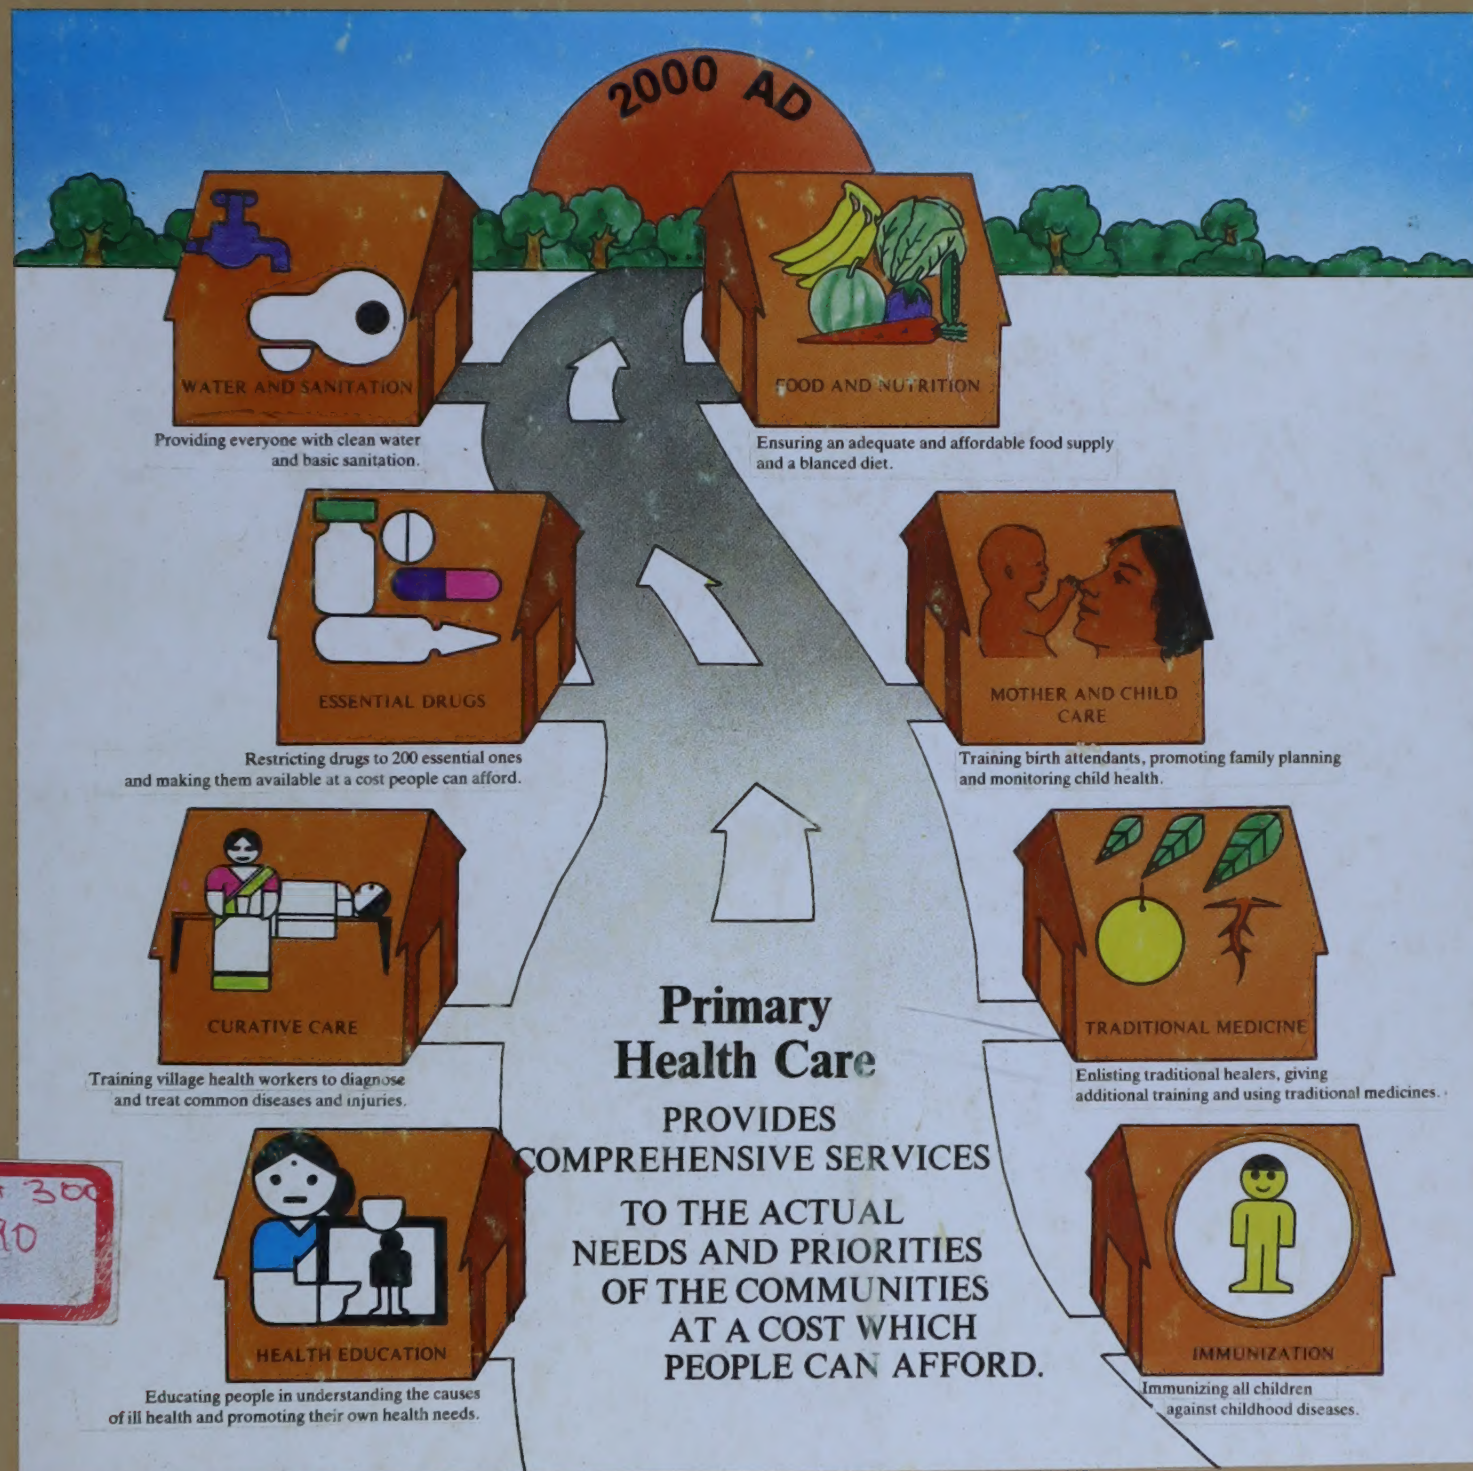 2000 AD
WATER AND SANITATION
Providing everyone with clean water
and basic sanitation.
FOOD AND NUTRITION
Ensuring an adequate and affordable food supply
and a blanced diet.
ESSENTIAL DRUGS
Restricting drugs to 200 essential ones
and making them available at a cost people can afford.
MOTHER AND CHILD
CARE
Training birth attendants, promoting family planning
and monitoring child health.
CURATIVE CARE
Training village health workers to diagnose
and treat common diseases and injuries.
TRADITIONAL MEDICINE
Enlisting traditional healers, giving
additional training and using traditional medicines.
Primary
Health Care
PROVIDES
COMPREHENSIVE SERVICES
TO THE ACTUAL
NEEDS AND PRIORITIES
OF THE COMMUNITIES
AT A COST WHICH
PEOPLE CAN AFFORD.
HEALTH EDUCATION
Educating people in understanding the causes
of ill health and promoting their own health needs.
IMMUNIZATION
Immunizing all children
against childhood diseases.
300